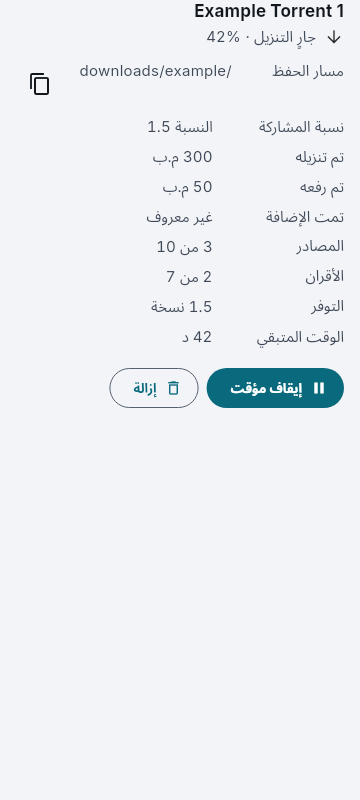 Example Torrent 1
جارٍ التنزيل · 42%
مسار الحفظ downloads/example/
نسبة المشاركة النسبة 1.5
تم تنزيله 300 م.ب
تم رفعه 50 م.ب
تمت الإضافة غير معروف
المصادر 3 من 10
الأقران 2 من 7
التوفر 1.5 نسخة
الوقت المتبقي 42 د
إيقاف مؤقت إزالة